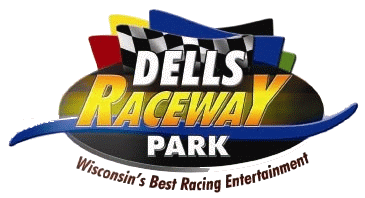 DELLS
RACEWAY
PARK
Wisconsin's Best Racing Entertainment